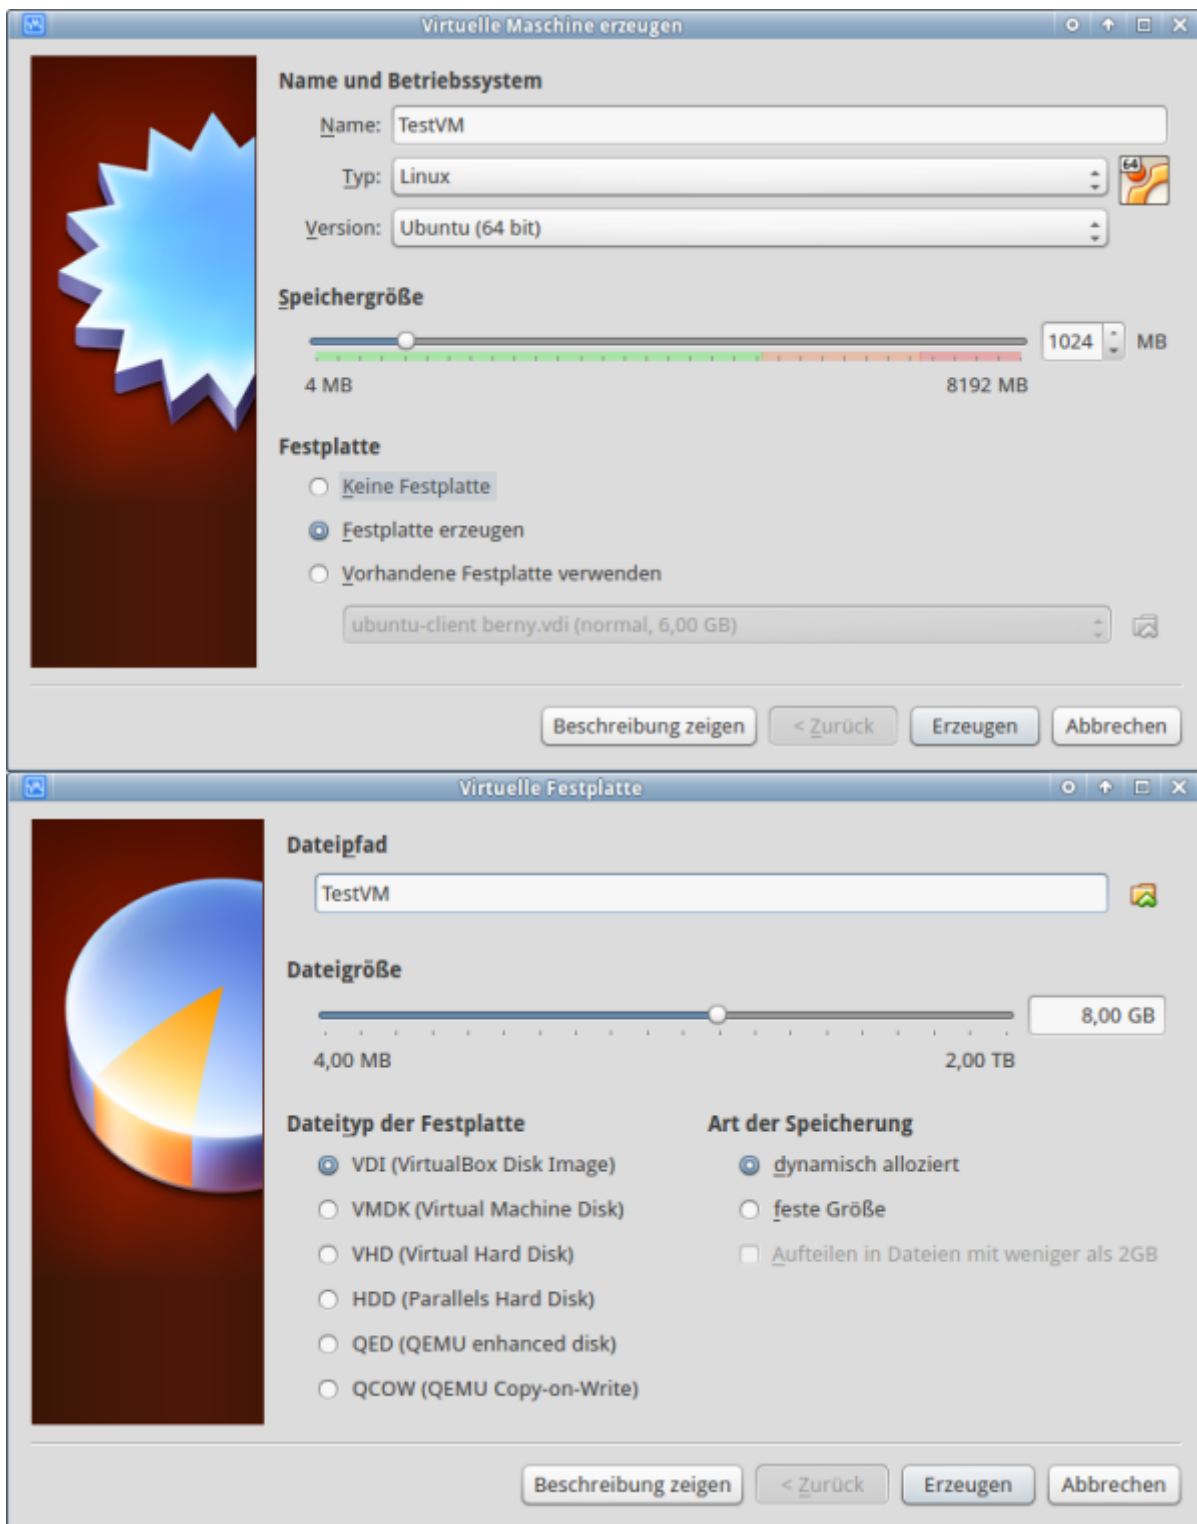 Virtuelle Maschine erzeugen
Name und Betriebssystem
Name: TestVM
Typ: Linux
64
Version: Ubuntu (64 bit)
Speichergröße
1024 MB
4 MB 8192 MB
Festplatte
Keine Festplatte
Festplatte erzeugen
Vorhandene Festplatte verwenden
ubuntu-client berny.vdi (normal, 6,00 GB)
Beschreibung zeigen < Zurück Erzeugen Abbrechen
Virtuelle Festplatte
Dateipfad
TestVM
Dateigröße
8,00 GB
4,00 MB 2,00 TB
Dateityp der Festplatte
VDI (VirtualBox Disk Image)
VMDK (Virtual Machine Disk)
VHD (Virtual Hard Disk)
HDD (Parallels Hard Disk)
QED (QEMU enhanced disk)
QCOW (QEMU Copy-on-Write)
Art der Speicherung
dynamisch alloziert
feste Größe
Aufteilen in Dateien mit weniger als 2GB
Beschreibung zeigen < Zurück Erzeugen Abbrechen